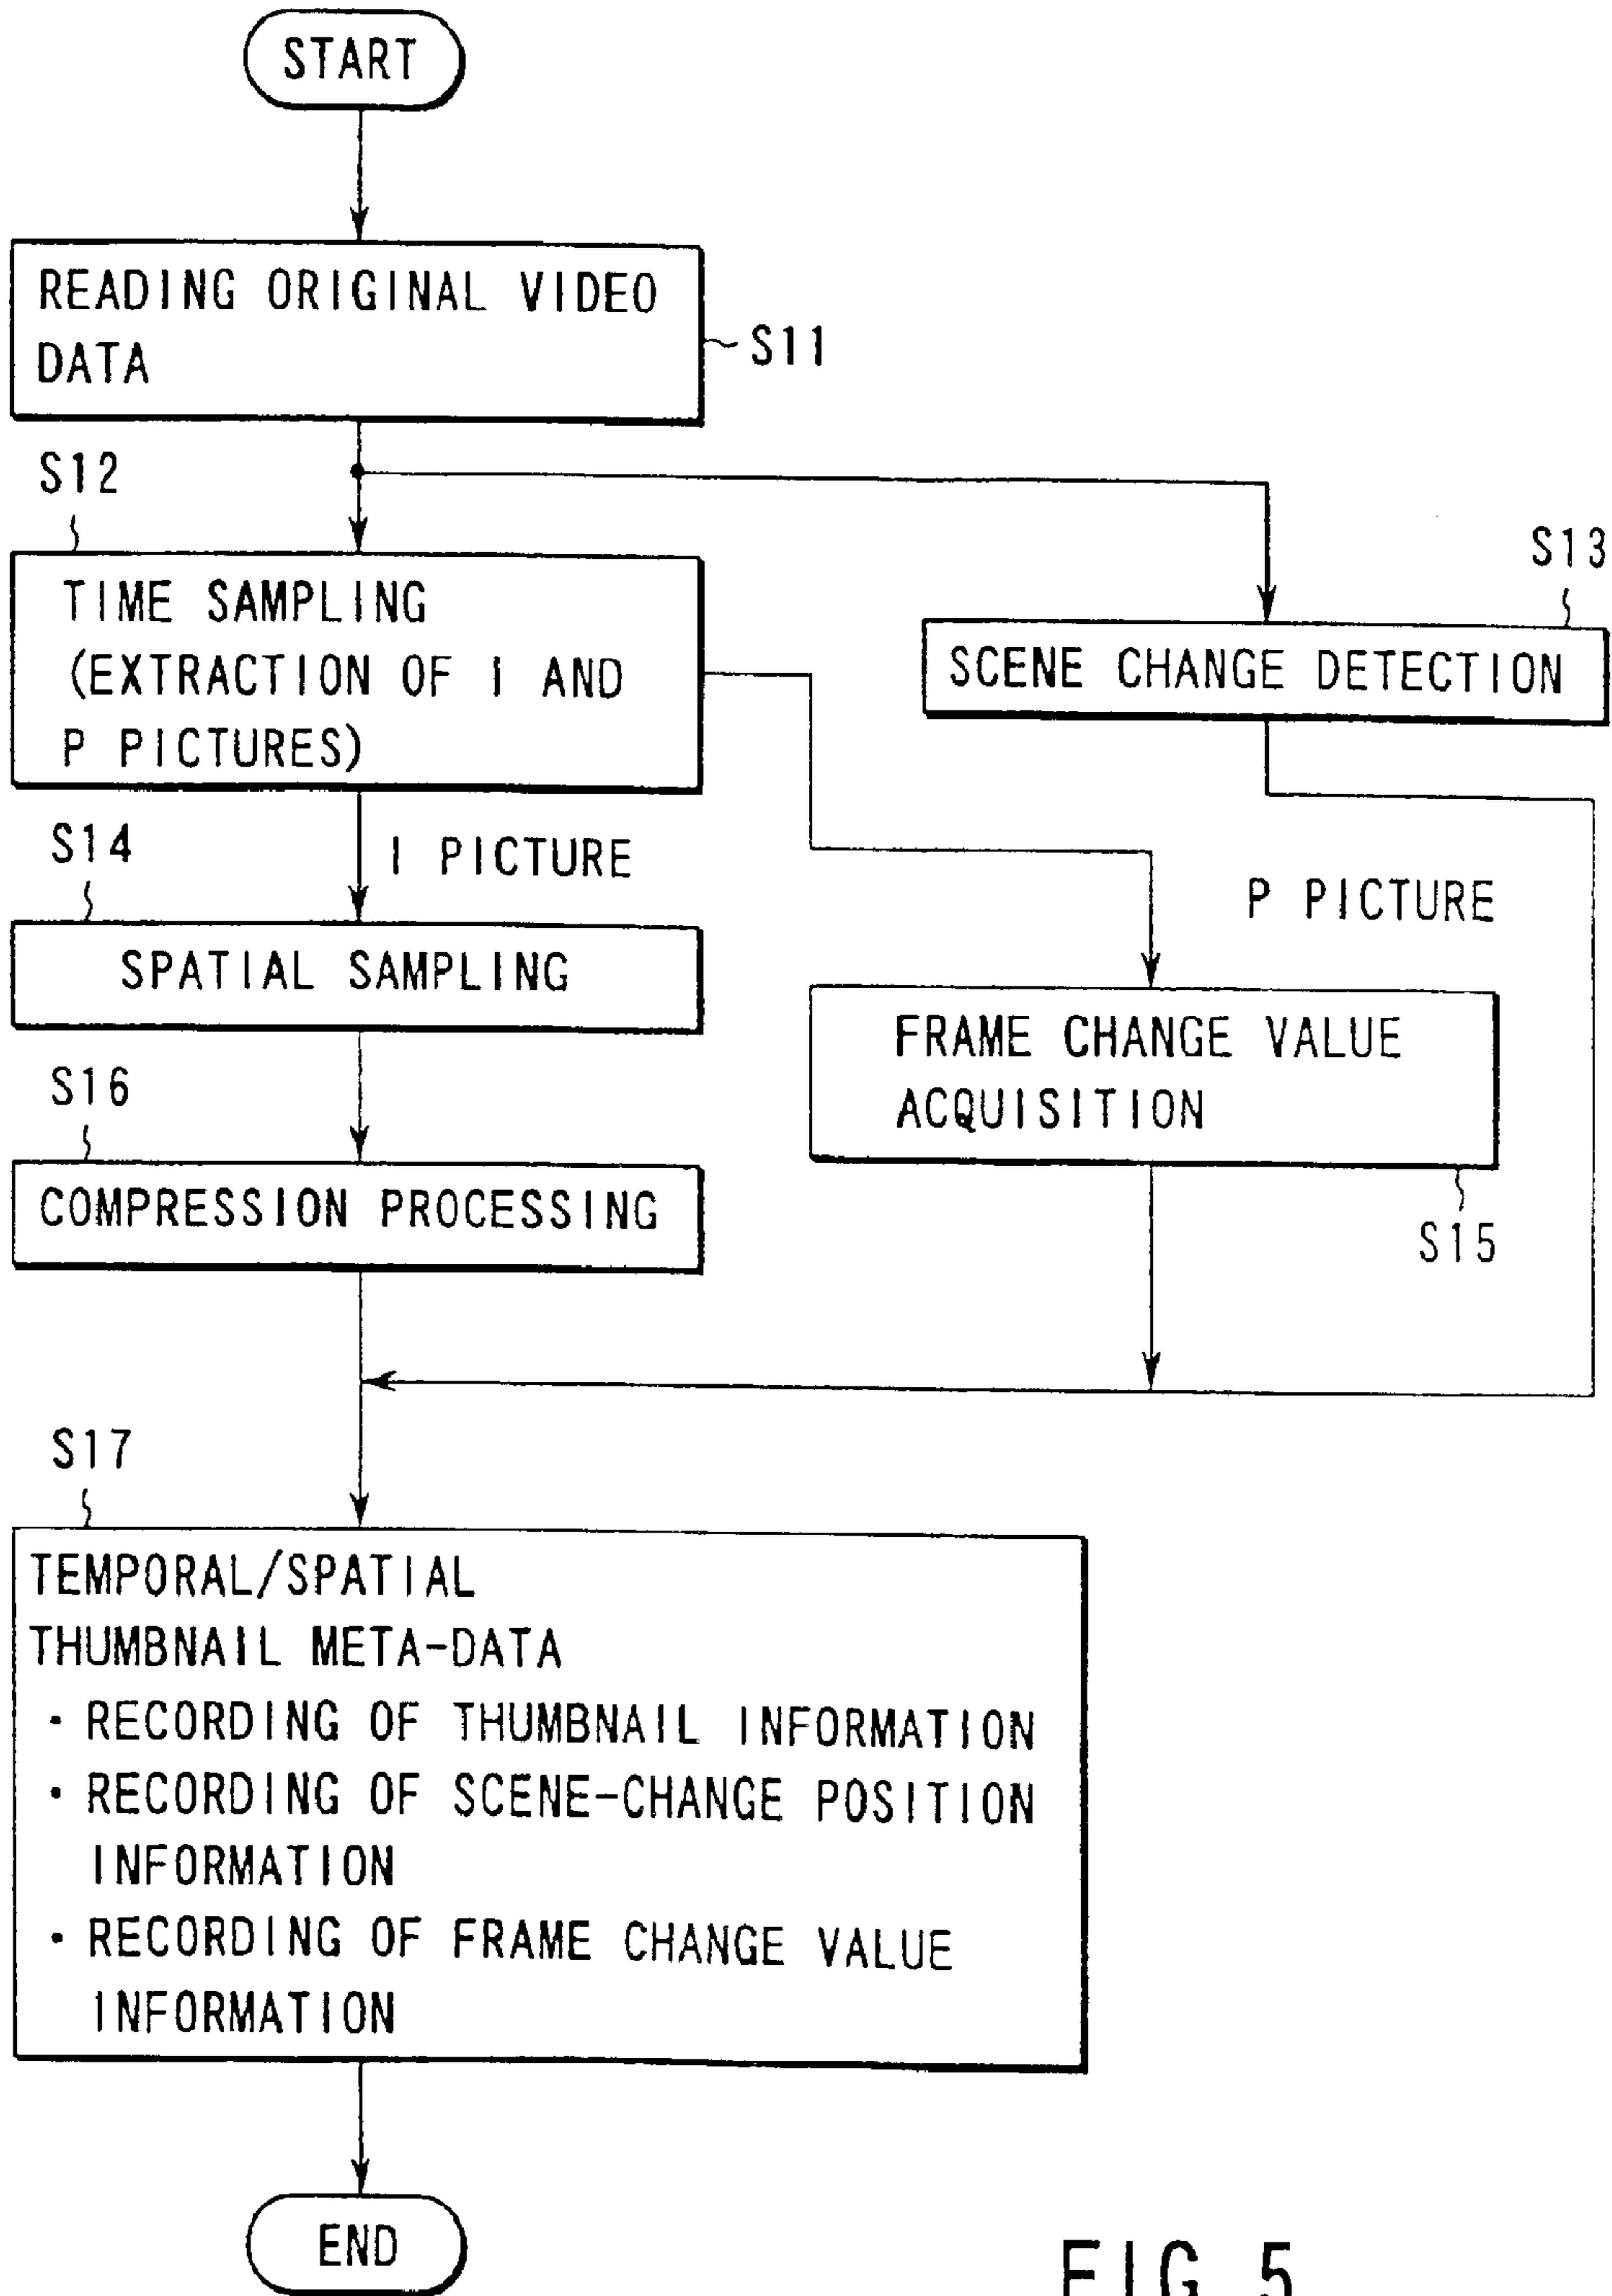 START
READING ORIGINAL VIDEO
DATA
S11
S12
TIME SAMPLING
(EXTRACTION OF I AND
P PICTURES)
S13
SCENE CHANGE DETECTION
S14
I PICTURE
P PICTURE
SPATIAL SAMPLING
FRAME CHANGE VALUE
ACQUISITION
S15
S16
COMPRESSION PROCESSING
S17
TEMPORAL/SPATIAL
THUMBNAIL META-DATA
· RECORDING OF THUMBNAIL INFORMATION
· RECORDING OF SCENE-CHANGE POSITION
INFORMATION
· RECORDING OF FRAME CHANGE VALUE
INFORMATION
END
FIG. 5